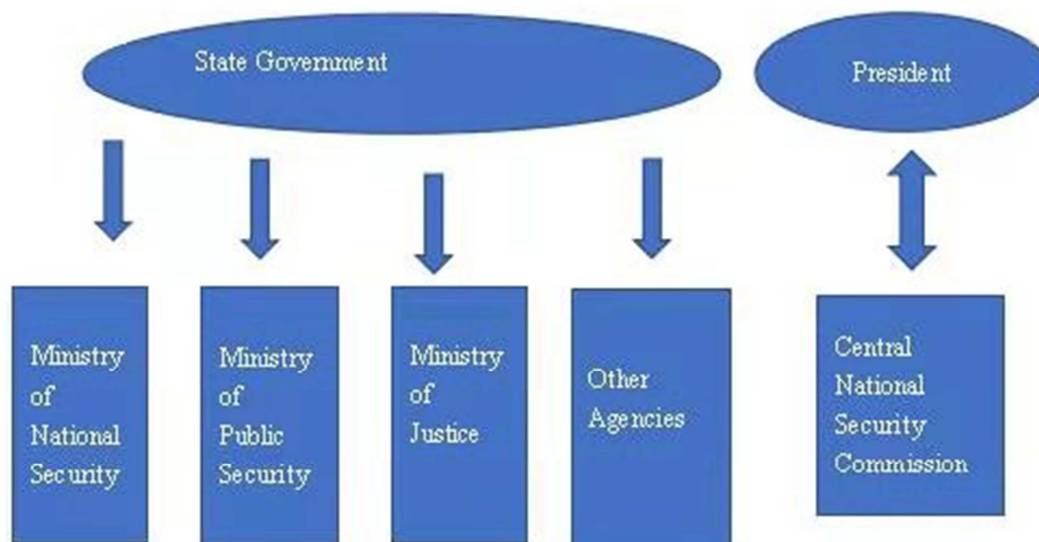 State Government
President
Ministry
of
National
Security
Ministry
of
Public
Security
Ministry
of
Justice
Other
Agencies
Central
National
Security
Commission